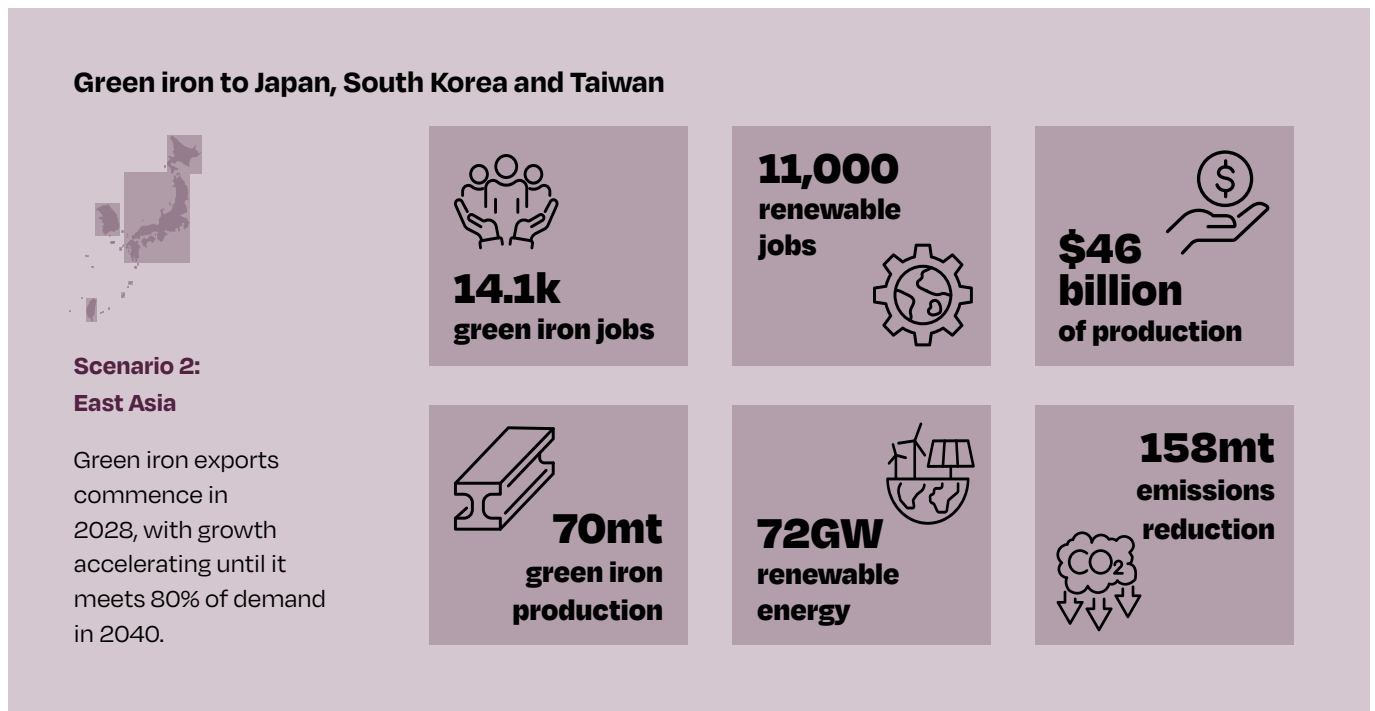 Green iron to Japan, South Korea and Taiwan
Scenario 2:
East Asia
Green iron exports
commence in
2028, with growth
accelerating until it
meets 80% of demand
in 2040.
14.1k
green iron jobs
11,000
renewable
jobs
$
$46
billion
of production
70mt
green iron
production
72GW
renewable
energy
158mt
emissions
reduction
CO2